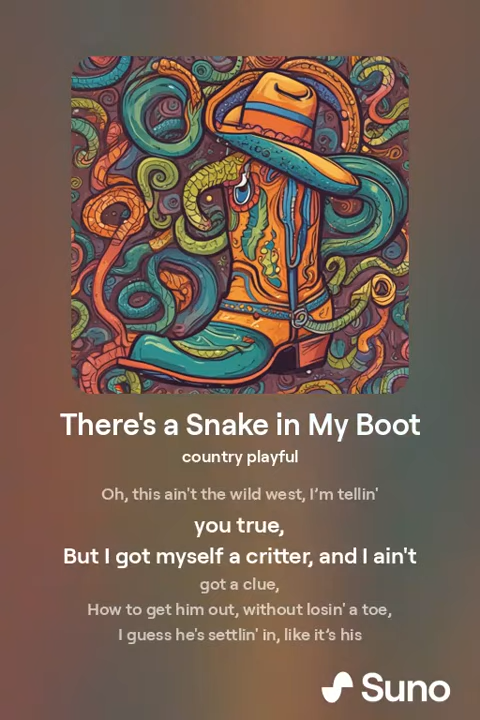 There's a Snake in My Boot
country playful
Oh, this ain't the wild west, I’m tellin'
you true,
But I got myself a critter, and I ain't
got a clue,
How to get him out, without losin' a toe,
I guess he's settlin' in, like it’s his
Suno